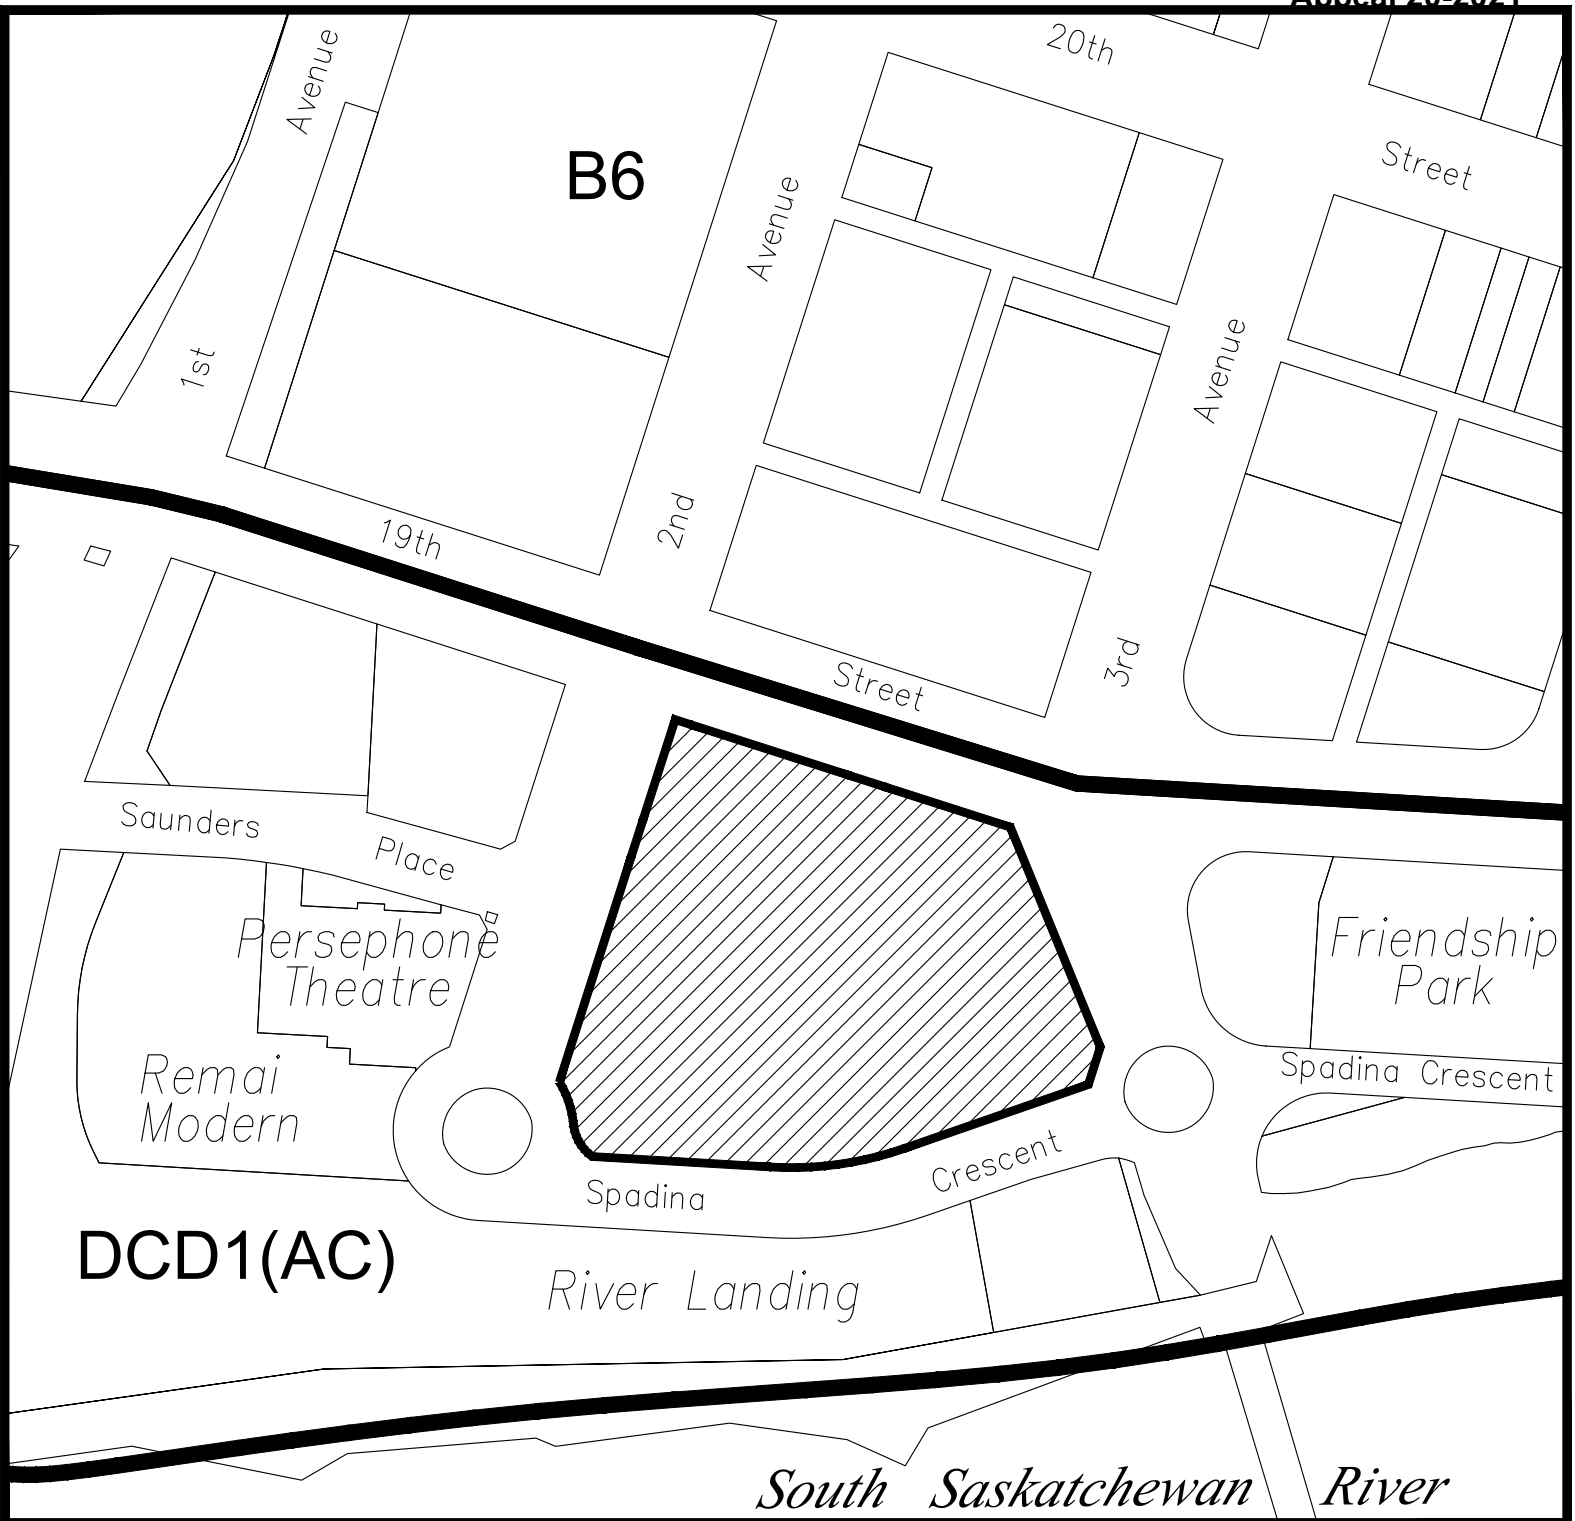 20th
Avenue
B6
Street
Avenue
Avenue
1st
2nd
19th
3rd
Street
Saunders
Place
Persephone
Theatre
Friendship
Park
Remai
Modern
Spadina Crescent
Crescent
Spadina
DCD1(AC)
River Landing
South Saskatchewan River